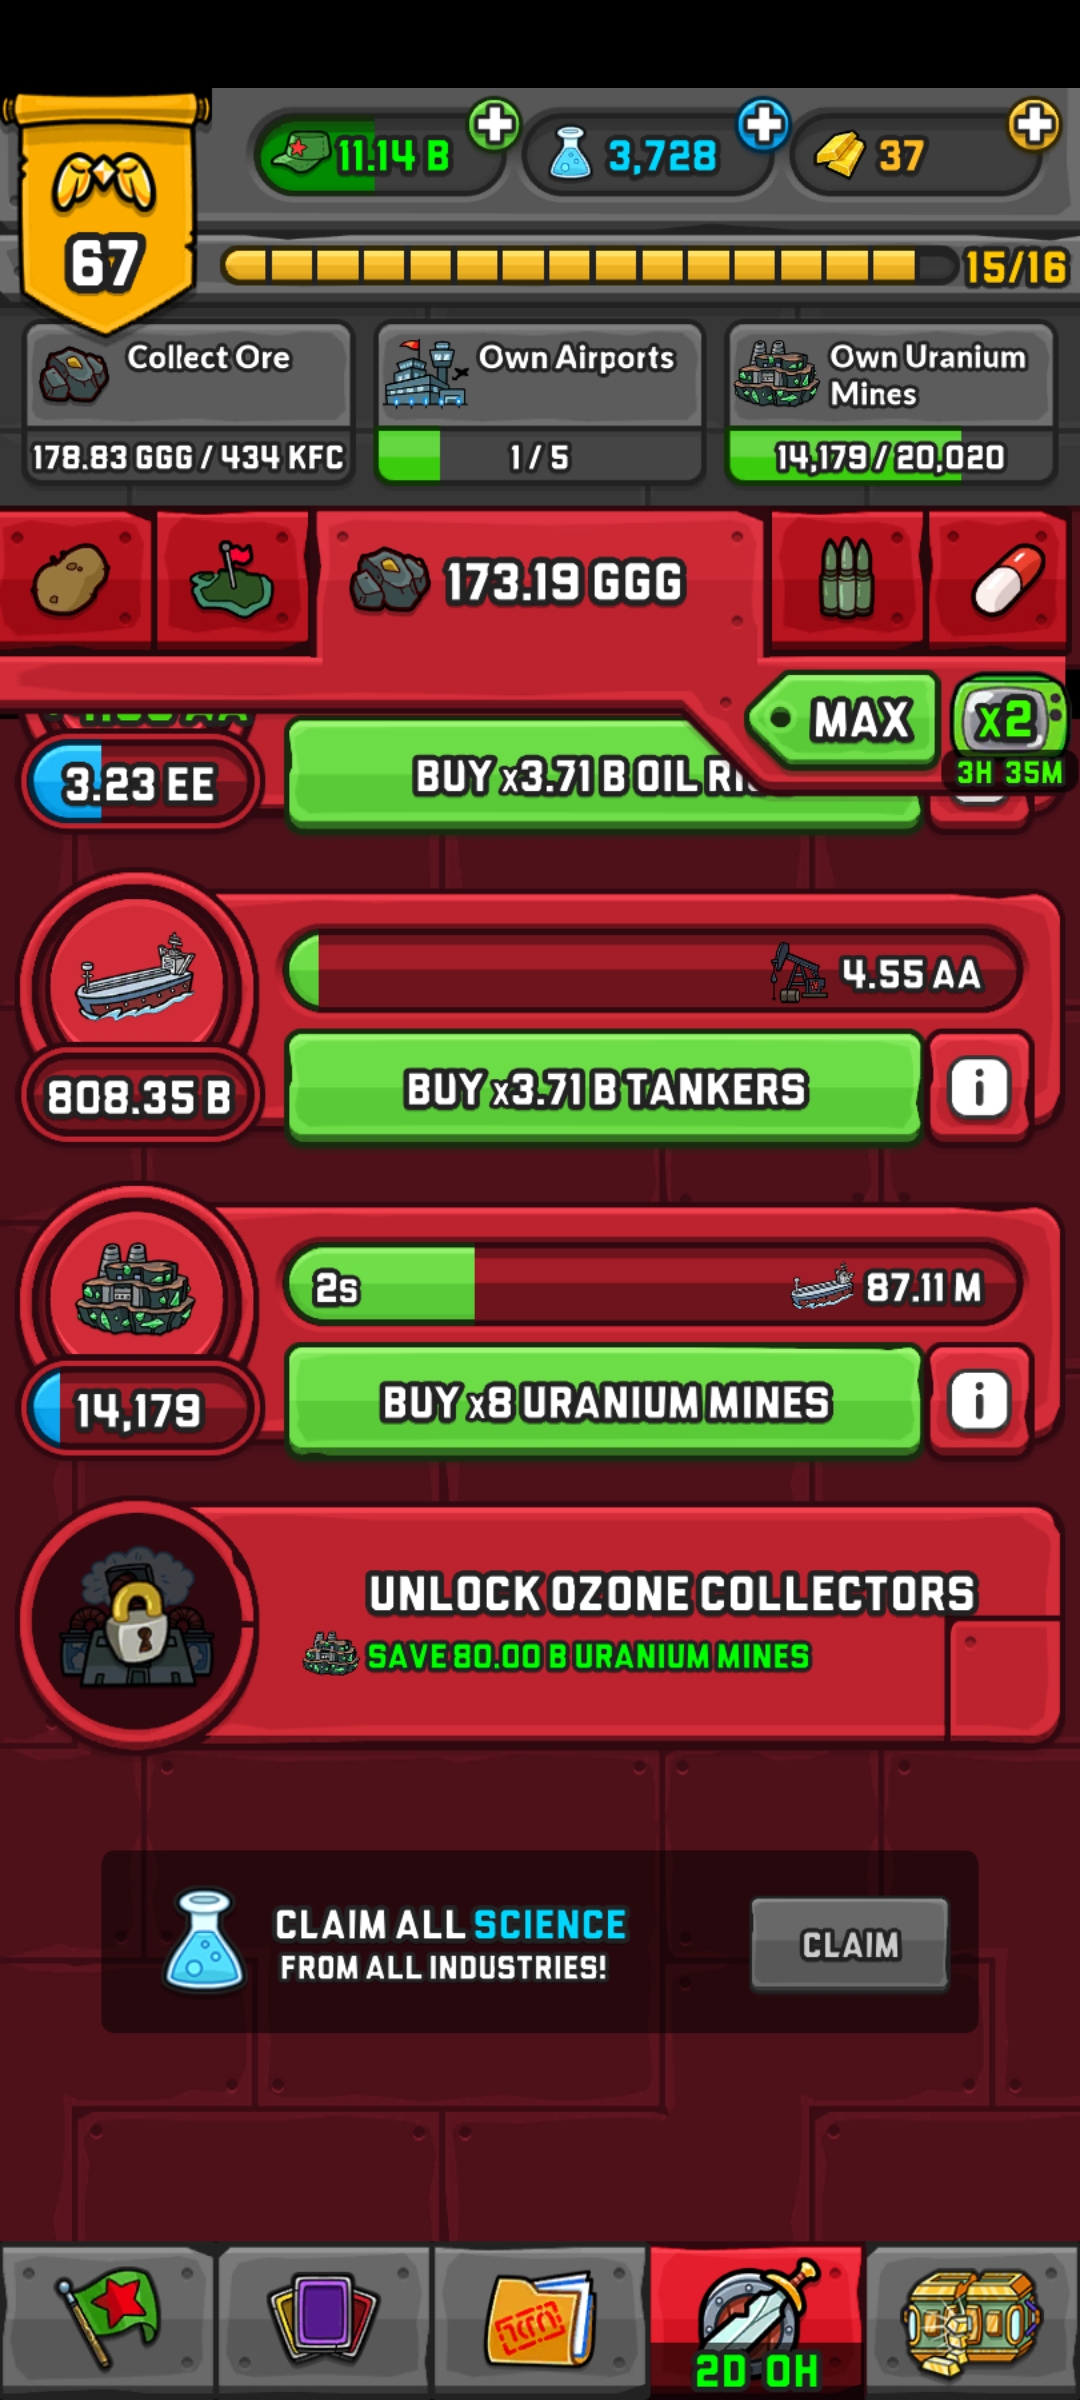 11.14 B
3,728
37
67
15/16
Collect Ore
178.83 GGG / 434 KFC
Own Airports
1 / 5
Own Uranium
Mines
14,179 / 20,020
173.19 GGG
MAX
x2
3H 35M
3.23 EE
BUY x3.71 B OIL
4.55 AA
808.35 B
BUY x3.71 B TANKERS
i
2s
87.11 M
14,179
BUY x8 URANIUM MINES
i
UNLOCK OZONE COLLECTORS
SAVE 80.00 B URANIUM MINES
CLAIM ALL SCIENCE
FROM ALL INDUSTRIES!
CLAIM
2D 0H